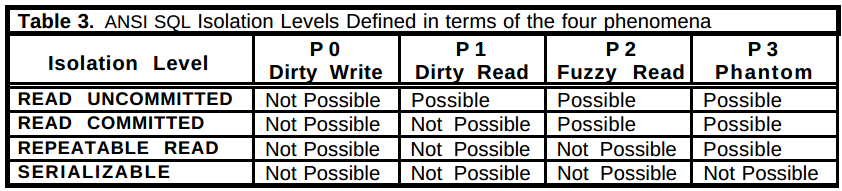 Table 3. ANSI SQL Isolation Levels Defined in terms of the four phenomena
Isolation Level P 0 Dirty Write P 1 Dirty Read P 2 Fuzzy Read P 3 Phantom
READ UNCOMMITTED Not Possible Possible Possible Possible
READ COMMITTED Not Possible Not Possible Possible Possible
REPEATABLE READ Not Possible Not Possible Not Possible Possible
SERIALIZABLE Not Possible Not Possible Not Possible Not Possible